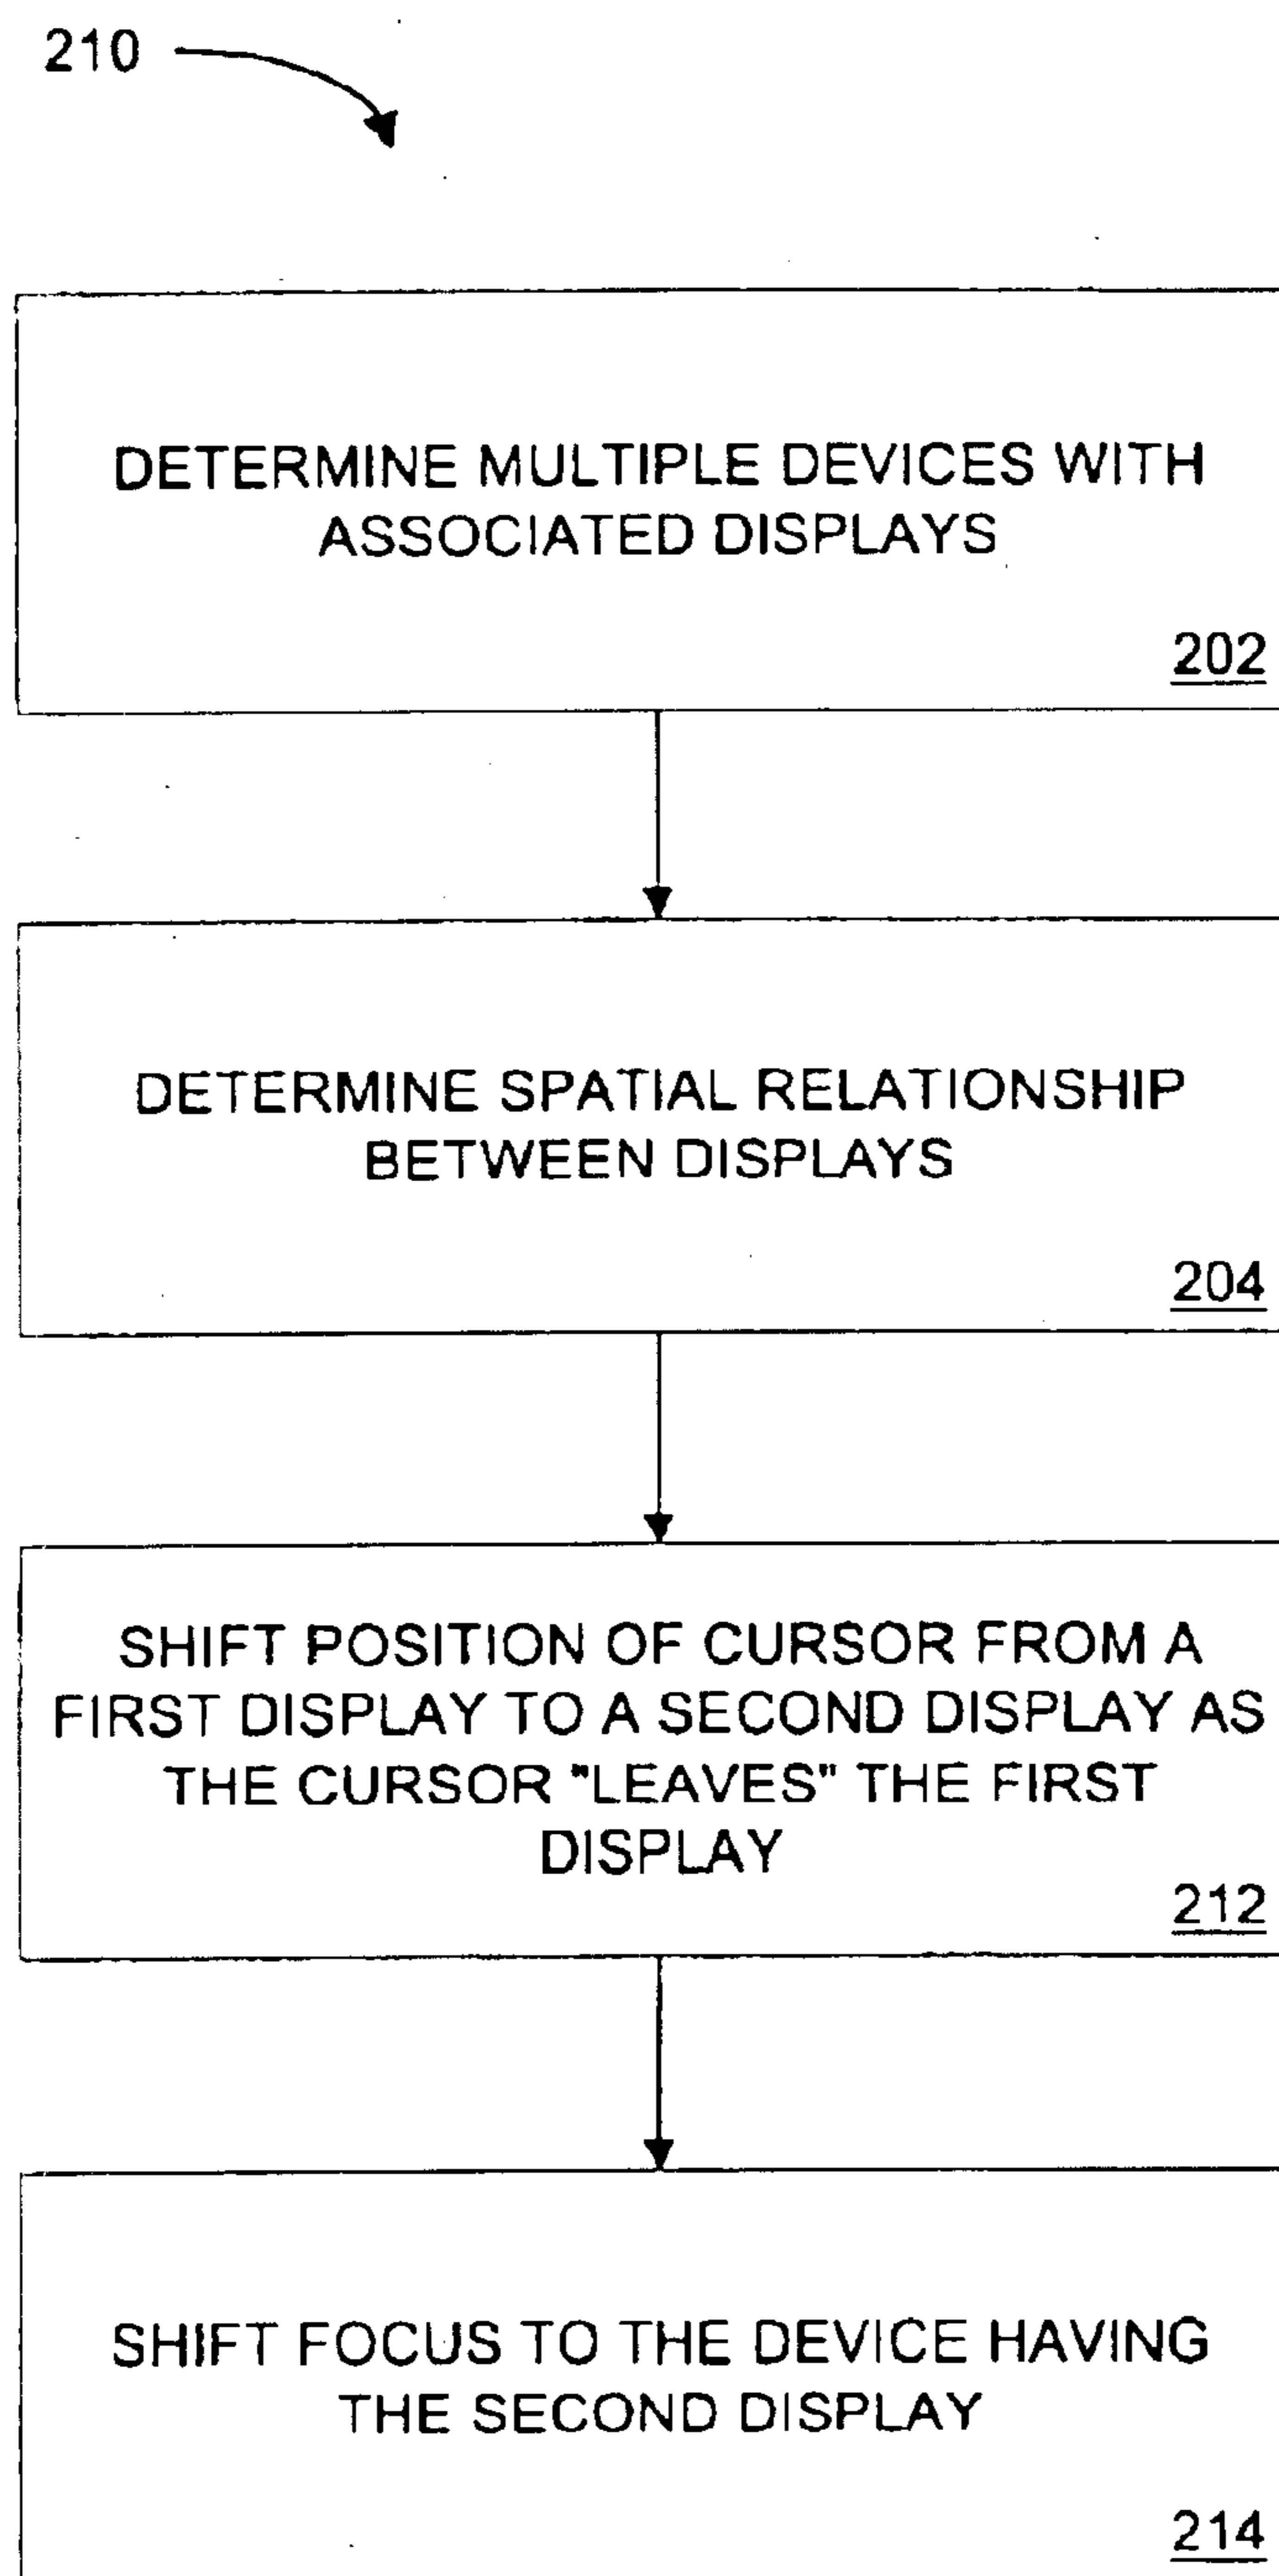 210
DETERMINE MULTIPLE DEVICES WITH
ASSOCIATED DISPLAYS
202
DETERMINE SPATIAL RELATIONSHIP
BETWEEN DISPLAYS
204
SHIFT POSITION OF CURSOR FROM A
FIRST DISPLAY TO A SECOND DISPLAY AS
THE CURSOR "LEAVES" THE FIRST
DISPLAY
212
SHIFT FOCUS TO THE DEVICE HAVING
THE SECOND DISPLAY
214